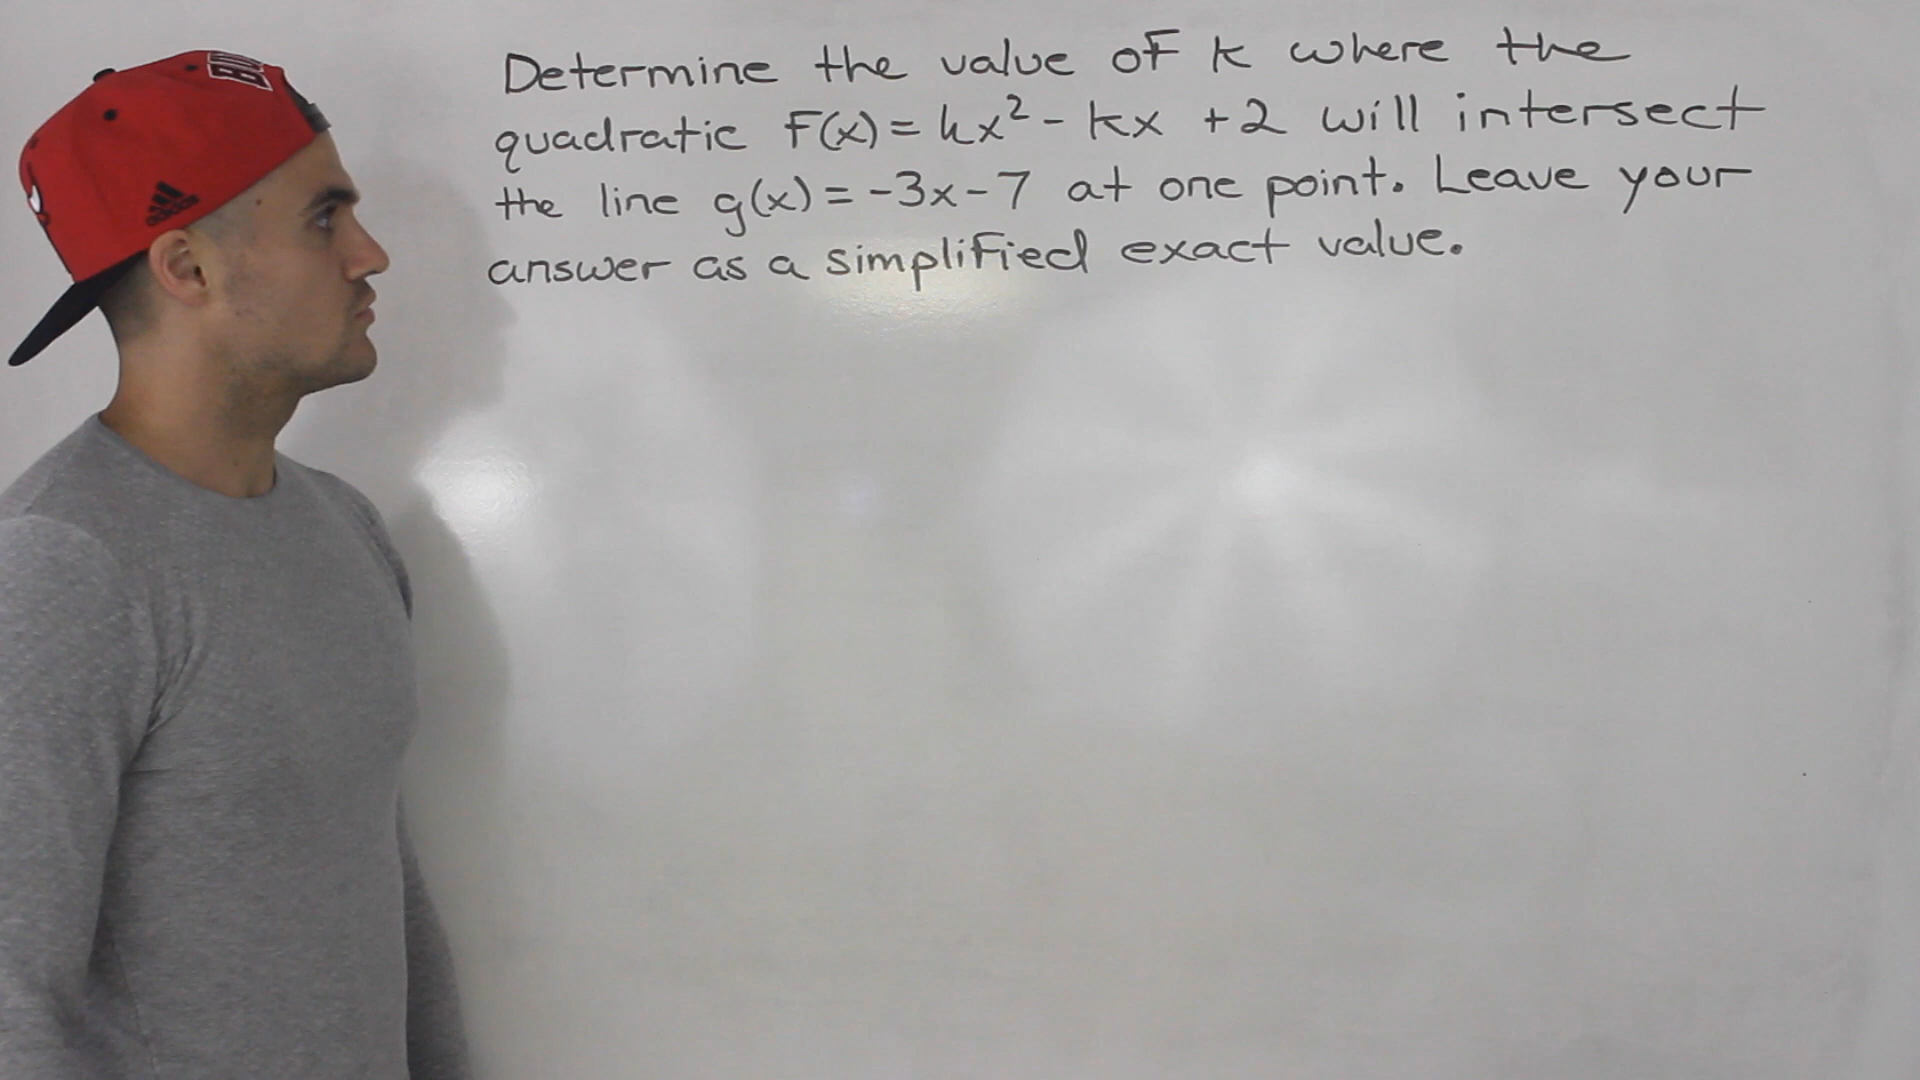 Determine the value of k where the
quadratic F(x) = kx² - kx + 2 will intersect
the line g(x) = -3x - 7 at one point. Leave your
answer as a simplified exact value.
adidas